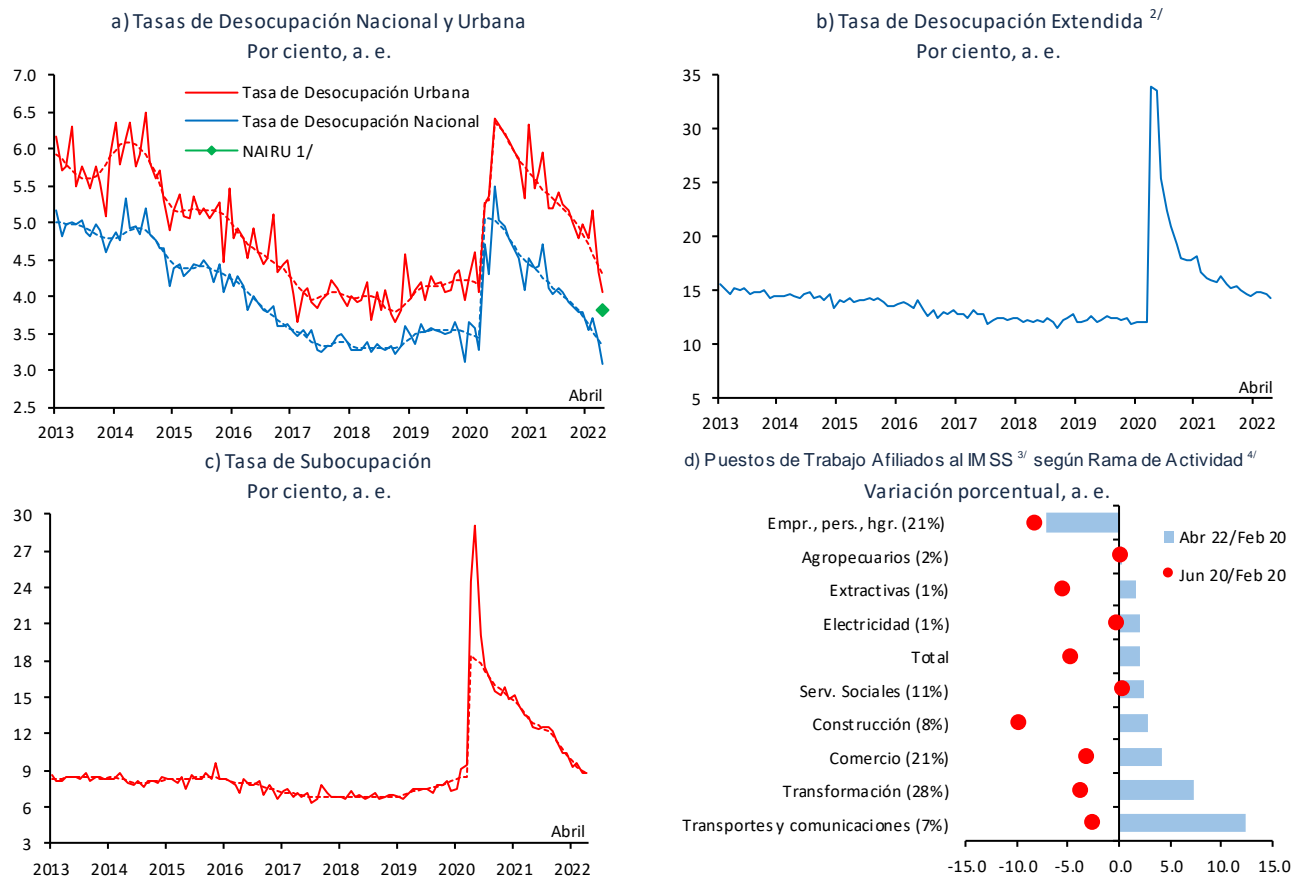 a) Tasas de Desocupación Nacional y Urbana
Por ciento, a. e.
7.0
6.5
6.0
5.5
5.0
4.5
4.0
3.5
3.0
2.5
Tasa de Desocupación Urbana
Tasa de Desocupación Nacional
NAIRU 1/
Abril
2013 2014 2015 2016 2017 2018 2019 2020 2021 2022
b) Tasa de Desocupación Extendida 2/
Por ciento, a. e.
35
30
25
20
15
10
5
Abril
2013 2014 2015 2016 2017 2018 2019 2020 2021 2022
c) Tasa de Subocupación
Por ciento, a. e.
30
27
24
21
18
15
12
9
6
3
Abril
2013 2014 2015 2016 2017 2018 2019 2020 2021 2022
d) Puestos de Trabajo Afiliados al IMSS 3/ según Rama de Actividad 4/
Variación porcentual, a. e.
Empr., pers., hgr. (21%)
Agropecuarios (2%)
Extractivas (1%)
Electricidad (1%)
Total
Serv. Sociales (11%)
Construcción (8%)
Comercio (21%)
Transformación (28%)
Transportes y comunicaciones (7%)
Abr 22/Feb 20
Jun 20/Feb 20
-15.0 -10.0 -5.0 0.0 5.0 10.0 15.0